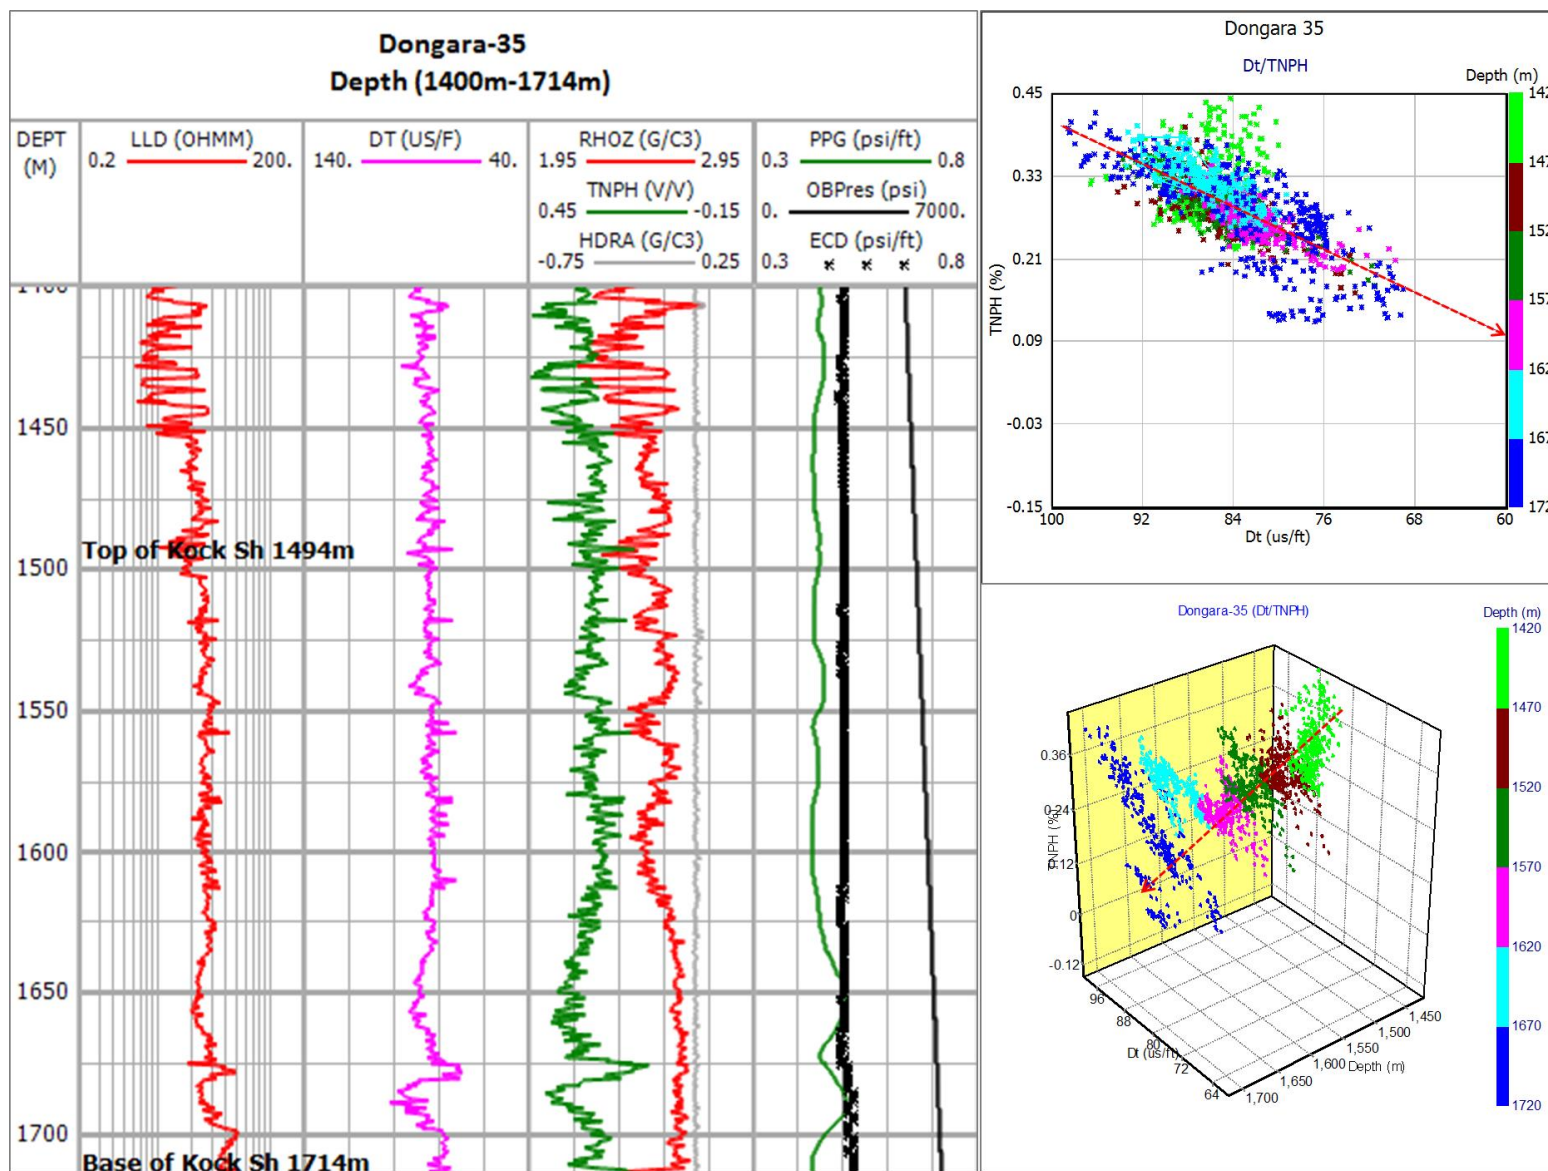 Dongara-35
Depth (1400m-1714m)
DEPT
(M)
LLD (OHMM)
0.2 200.
DT (US/F)
140. 40.
RHOZ (G/C3)
1.95 2.95
TNPH (V/V)
0.45 -0.15
HDRA (G/C3)
-0.75 0.25
PPG (psi/ft)
0.3 0.8
OBPres (psi)
0. 7000.
ECD (psi/ft)
0.3 0.8
1450
Top of Kock Sh 1494m
1500
1550
1600
1650
1700
Base of Kock Sh 1714m
Dongara 35
Dt/TNPH
Depth (m)
0.45
0.33
0.21
0.09
-0.03
-0.15
TNPH (%)
100 92 84 76 68 60
Dt (us/ft)
142
147
152
157
162
167
172
Dongara-35 (Dt/TNPH)
Depth (m)
1420
1470
1520
1570
1620
1670
1720
0.36
0.24
0.12
0
-0.12
96
88
80
72
64
Dt (us/ft)
1,450
1,500
1,550
1,600
1,650
1,700
Depth (m)